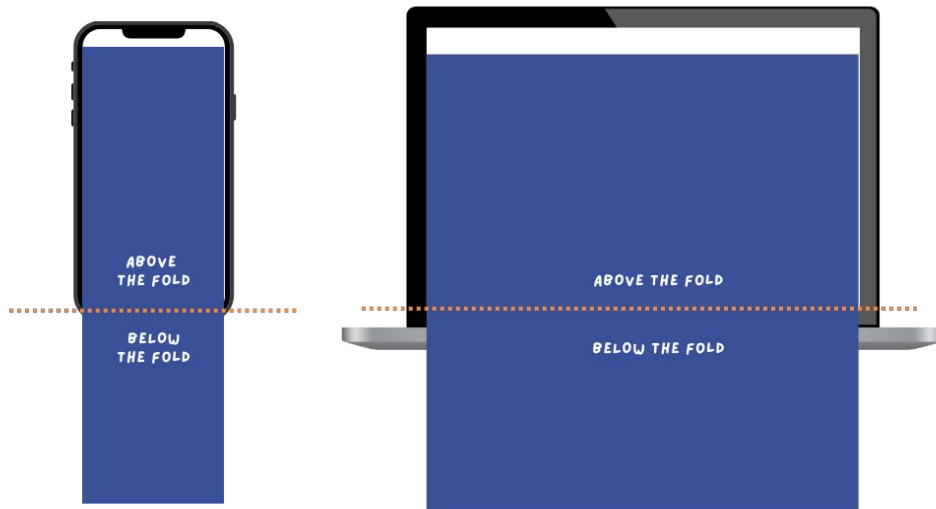 ABOVE
THE FOLD
BELOW
THE FOLD
ABOVE THE FOLD
BELOW THE FOLD